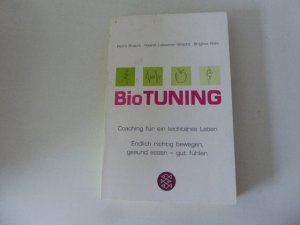 BioTUNING
Coaching für ein leichteres Leben
Endlich richtig bewegen,
gesund essen – gut fühlen